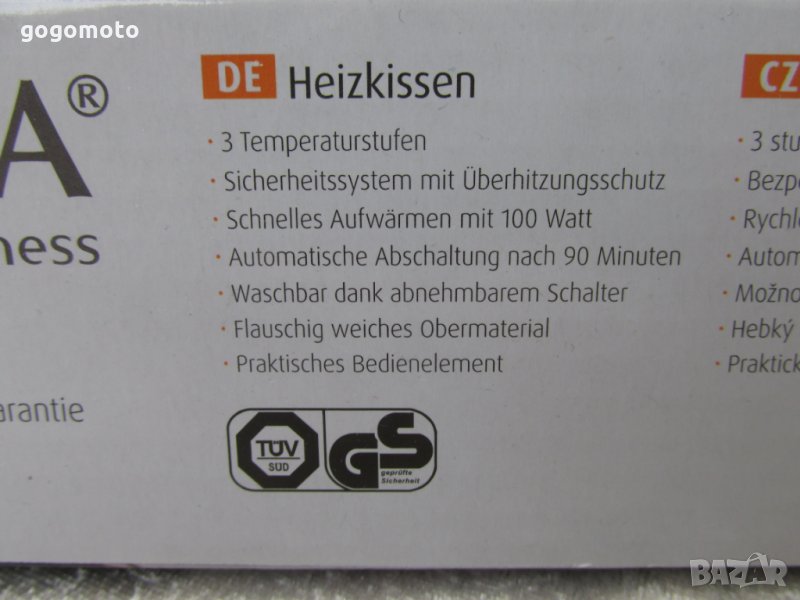 gogomoto
A®
ness
arantie
DE Heizkissen
· 3 Temperaturstufen
· Sicherheitssystem mit Überhitzungsschutz
· Schnelles Aufwärmen mit 100 Watt
· Automatische Abschaltung nach 90 Minuten
· Waschbar dank abnehmbarem Schalter
· Flauschig weiches Obermaterial
· Praktisches Bedienelement
TÜV
SÜD
GS
geprüfte
Sicherheit
CZ
· 3 stu
· Bezpe
· Rychl
· Autom
· Možno
· Hebký
· Praktick
BAZAR